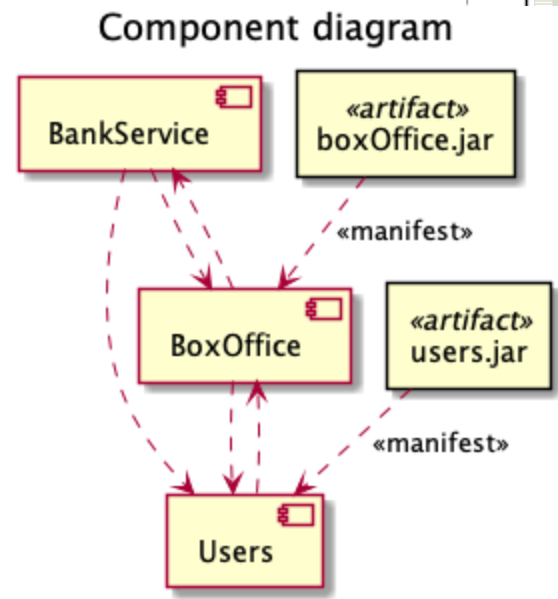 Component diagram
BankService
«artifact»
boxOffice.jar
«manifest»
BoxOffice
«artifact»
users.jar
«manifest»
Users